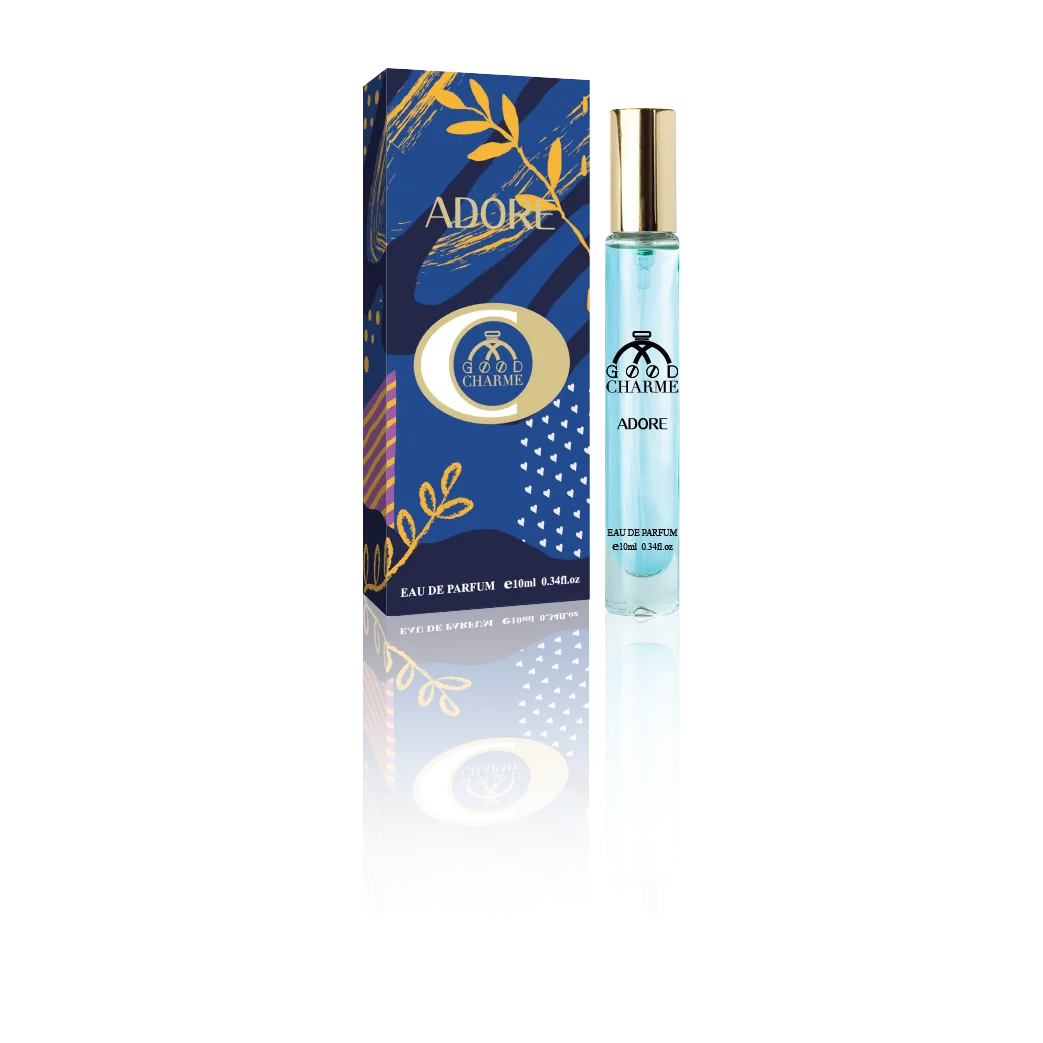 ADORE
GOOD
CHARME
EAU DE PARFUM e10ml 0.34fl.oz
GOOD
CHARME
ADORE
EAU DE PARFUM
e10ml 0.34fl.oz